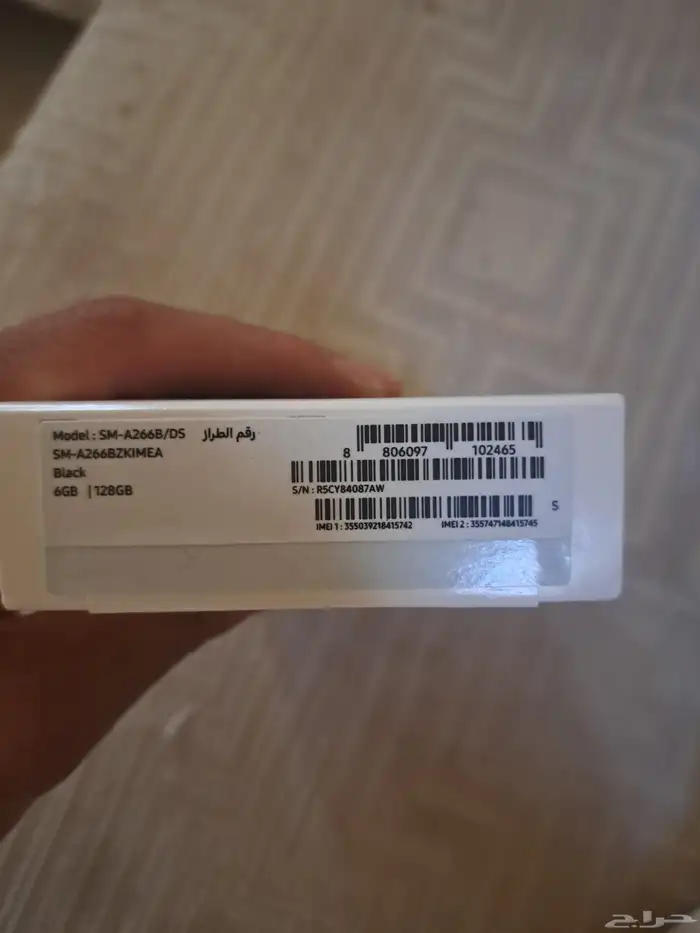 Model : SM-A266B/DS رقم الطراز
SM-A266BZKIMEA
Black
6GB | 128GB
8 806097 102465
S/N : R5CY84087AW
S
IMEI 1 : 355039218415742 IMEI 2 : 355747148415745
حراج